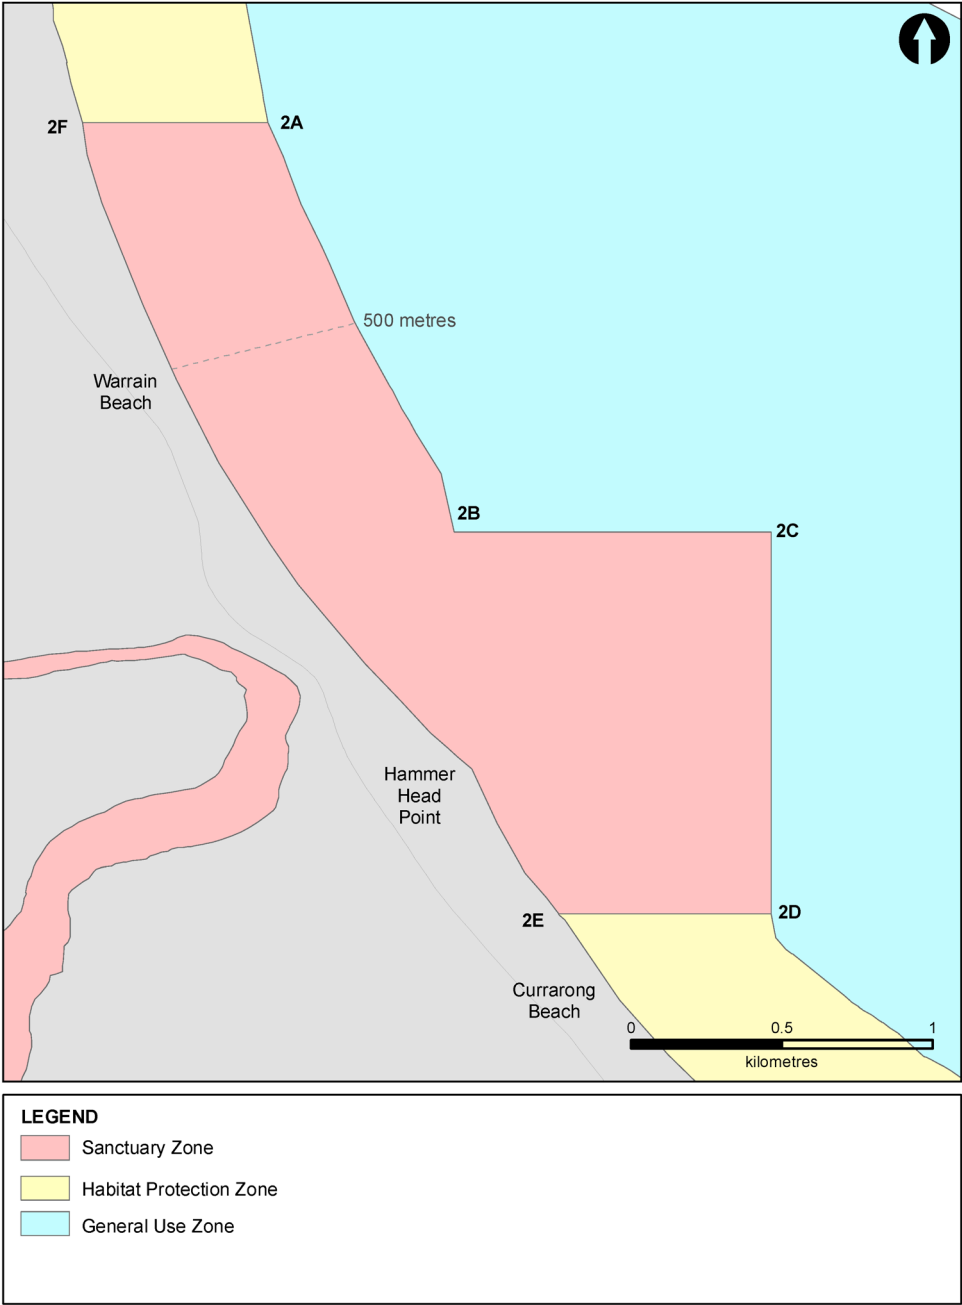 2F
2A
500 metres
Warrain
Beach
2B
2C
Hammer
Head
Point
2E
2D
Currarong
Beach
0 0.5 1
kilometres
LEGEND
Sanctuary Zone
Habitat Protection Zone
General Use Zone